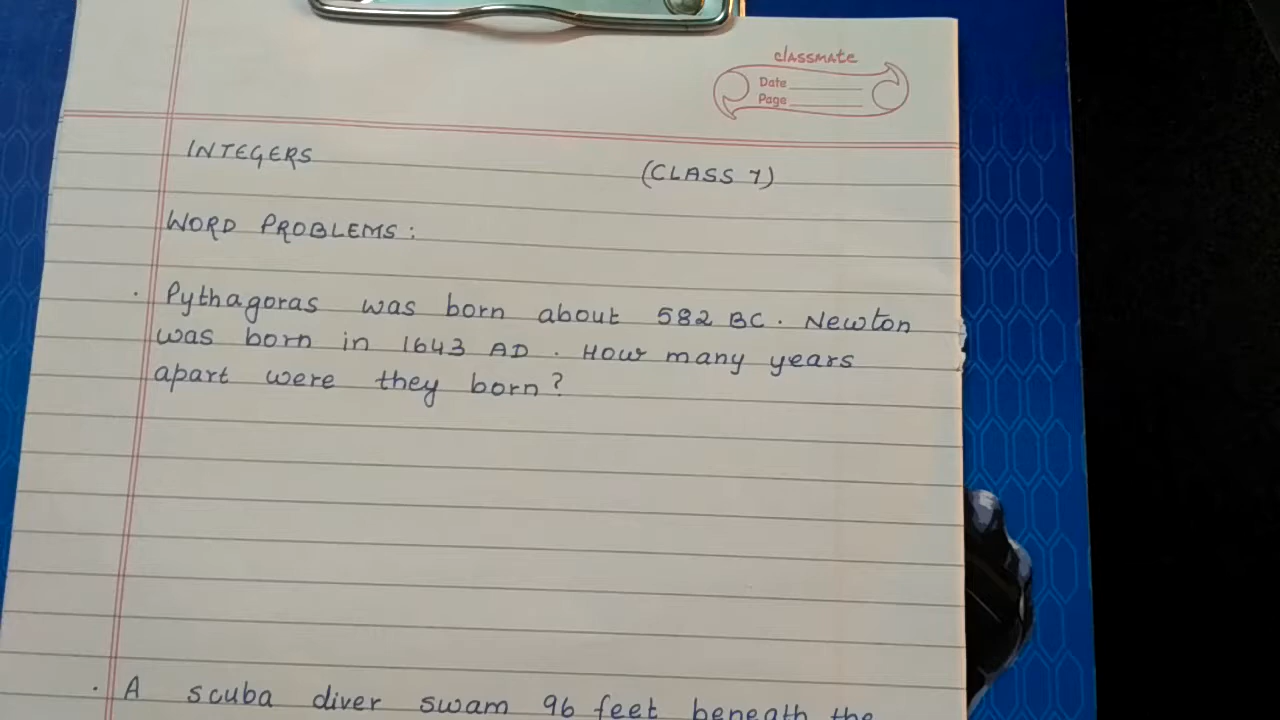 classmate
Date
Page
INTEGERS (CLASS 7)
WORD PROBLEMS:
. Pythagoras was born about 582 BC. Newton
was born in 1643 AD. How many years
apart were they born?
. A scuba diver swam 96 feet beneath the